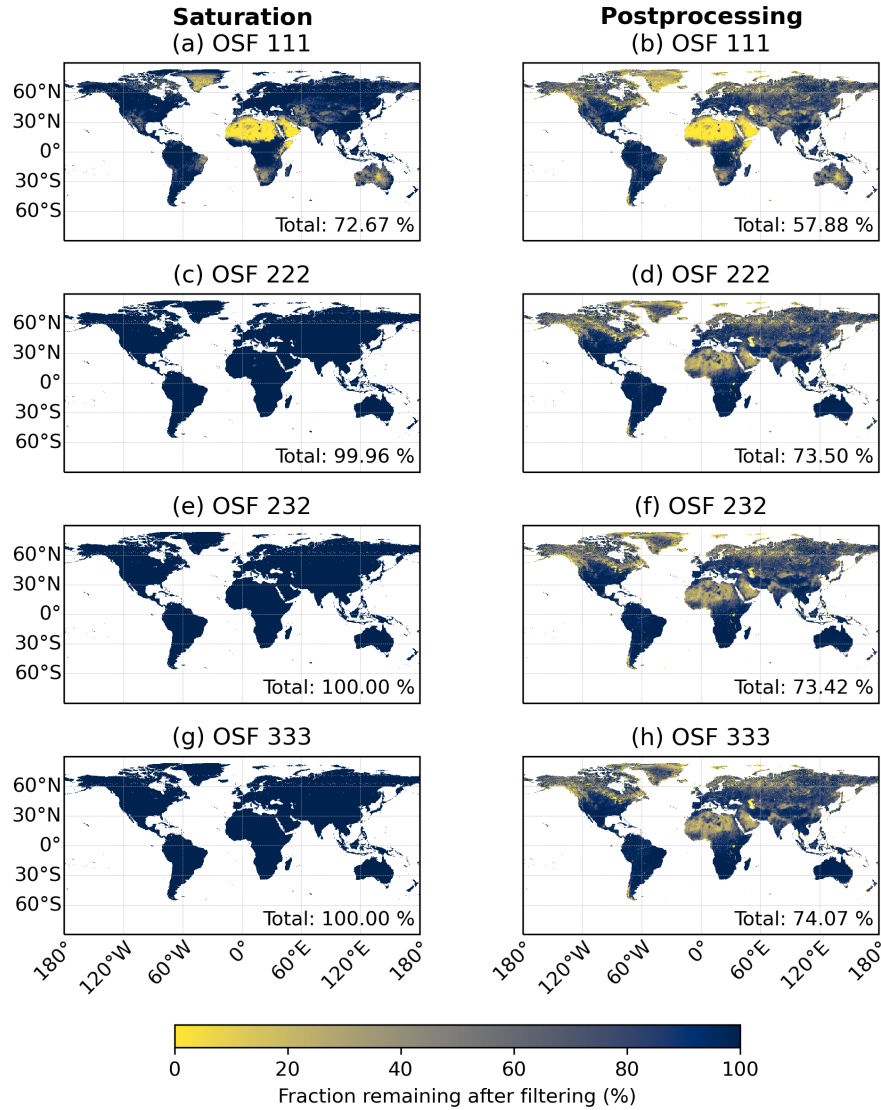 Saturation
Postprocessing
(a) OSF 111
(b) OSF 111
60°N
30°N
0°
30°S
60°S
Total: 72.67 %
Total: 57.88 %
(c) OSF 222
(d) OSF 222
60°N
30°N
0°
30°S
60°S
Total: 99.96 %
Total: 73.50 %
(e) OSF 232
(f) OSF 232
60°N
30°N
0°
30°S
60°S
Total: 100.00 %
Total: 73.42 %
(g) OSF 333
(h) OSF 333
60°N
30°N
0°
30°S
60°S
Total: 100.00 %
Total: 74.07 %
180° 120°W 60°W 0° 60°E 120°E 180°
180° 120°W 60°W 0° 60°E 120°E 180°
0 20 40 60 80 100
Fraction remaining after filtering (%)